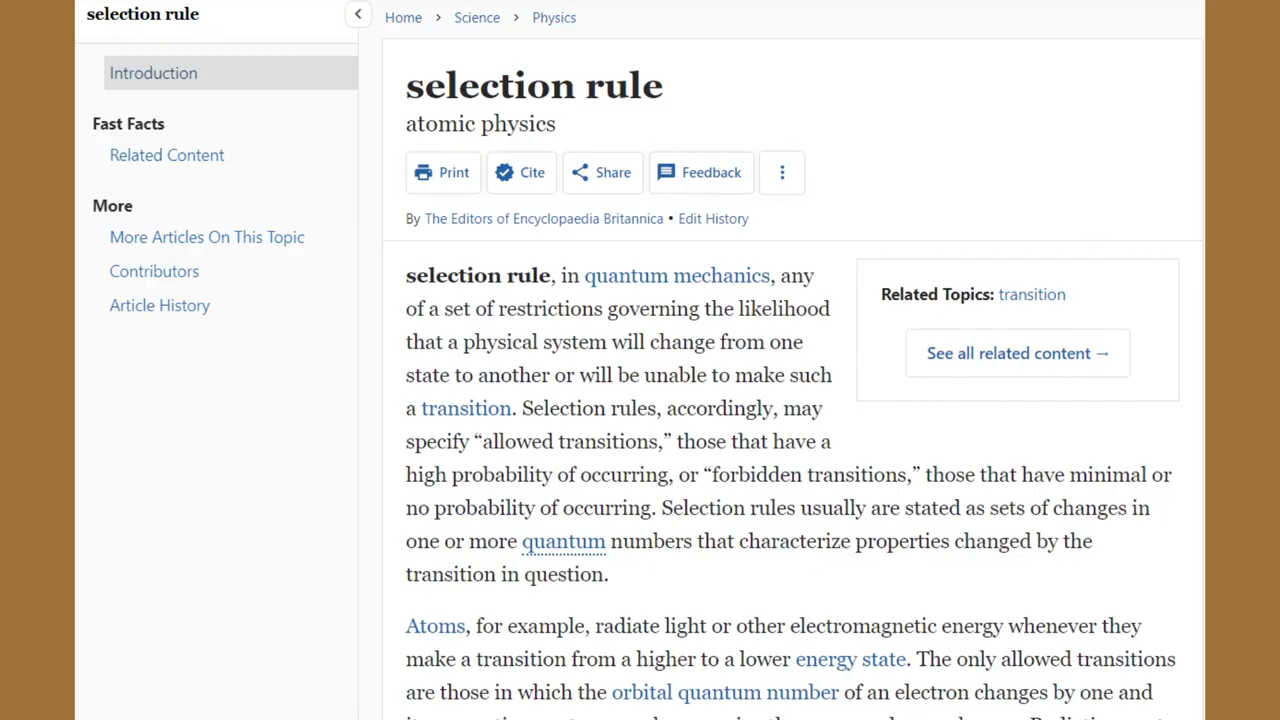 selection rule
Introduction
Fast Facts
Related Content
More
More Articles On This Topic
Contributors
Article History
Home > Science > Physics
selection rule
atomic physics
Print Cite Share Feedback
By The Editors of Encyclopaedia Britannica • Edit History
selection rule, in quantum mechanics, any
of a set of restrictions governing the likelihood
that a physical system will change from one
state to another or will be unable to make such
a transition. Selection rules, accordingly, may
specify “allowed transitions,” those that have a
high probability of occurring, or “forbidden transitions,” those that have minimal or
no probability of occurring. Selection rules usually are stated as sets of changes in
one or more quantum numbers that characterize properties changed by the
transition in question.
Related Topics: transition
See all related content →
Atoms, for example, radiate light or other electromagnetic energy whenever they
make a transition from a higher to a lower energy state. The only allowed transitions
are those in which the orbital quantum number of an electron changes by one and